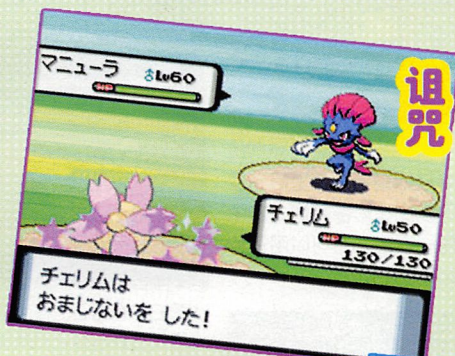 マニューラ ♂Lv60
HP
诅咒
チェリム ♂Lv50
HP
130/130
チェリムは
おまじないを した!